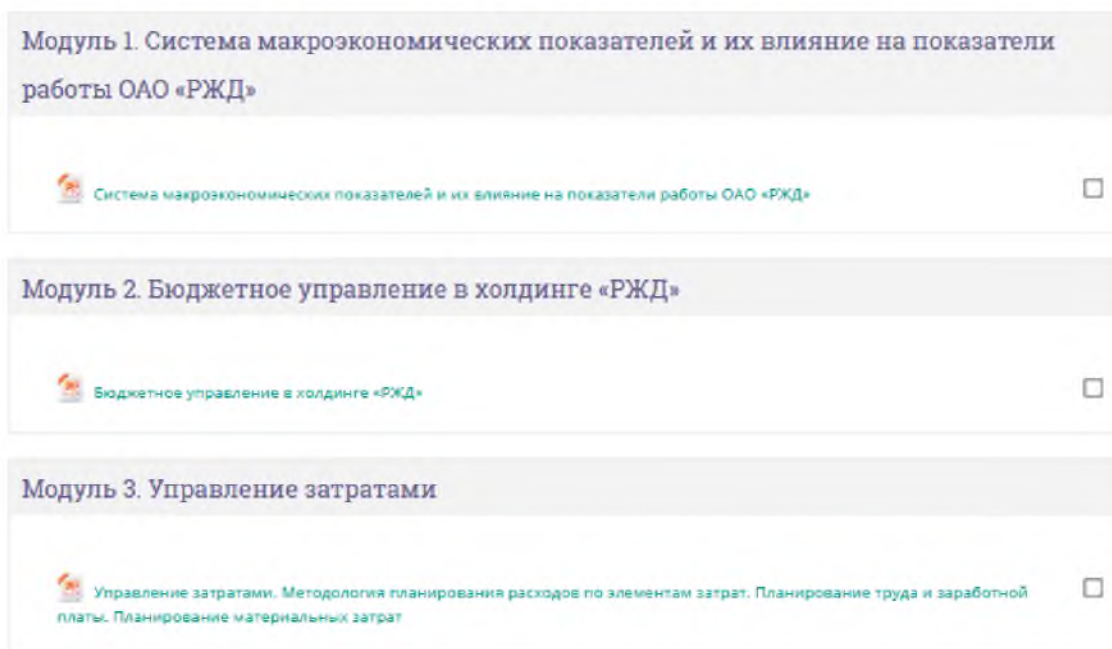 Модуль 1. Система макроэкономических показателей и их влияние на показатели
работы ОАО «РЖД»
Система макроэкономических показателей и их влияние на показатели работы ОАО «РЖД»
Модуль 2. Бюджетное управление в холдинге «РЖД»
Бюджетное управление в холдинге «РЖД»
Модуль 3. Управление затратами
Управление затратами. Методология планирования расходов по элементам затрат. Планирование труда и заработной
платы. Планирование материальных затрат